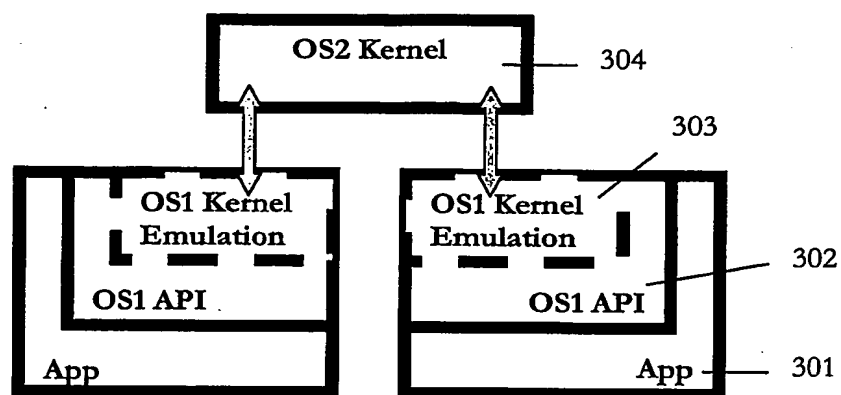 OS2 Kernel
304
303
OS1 Kernel
Emulation
OS1 Kernel
Emulation
302
OS1 API
OS1 API
App
App
301